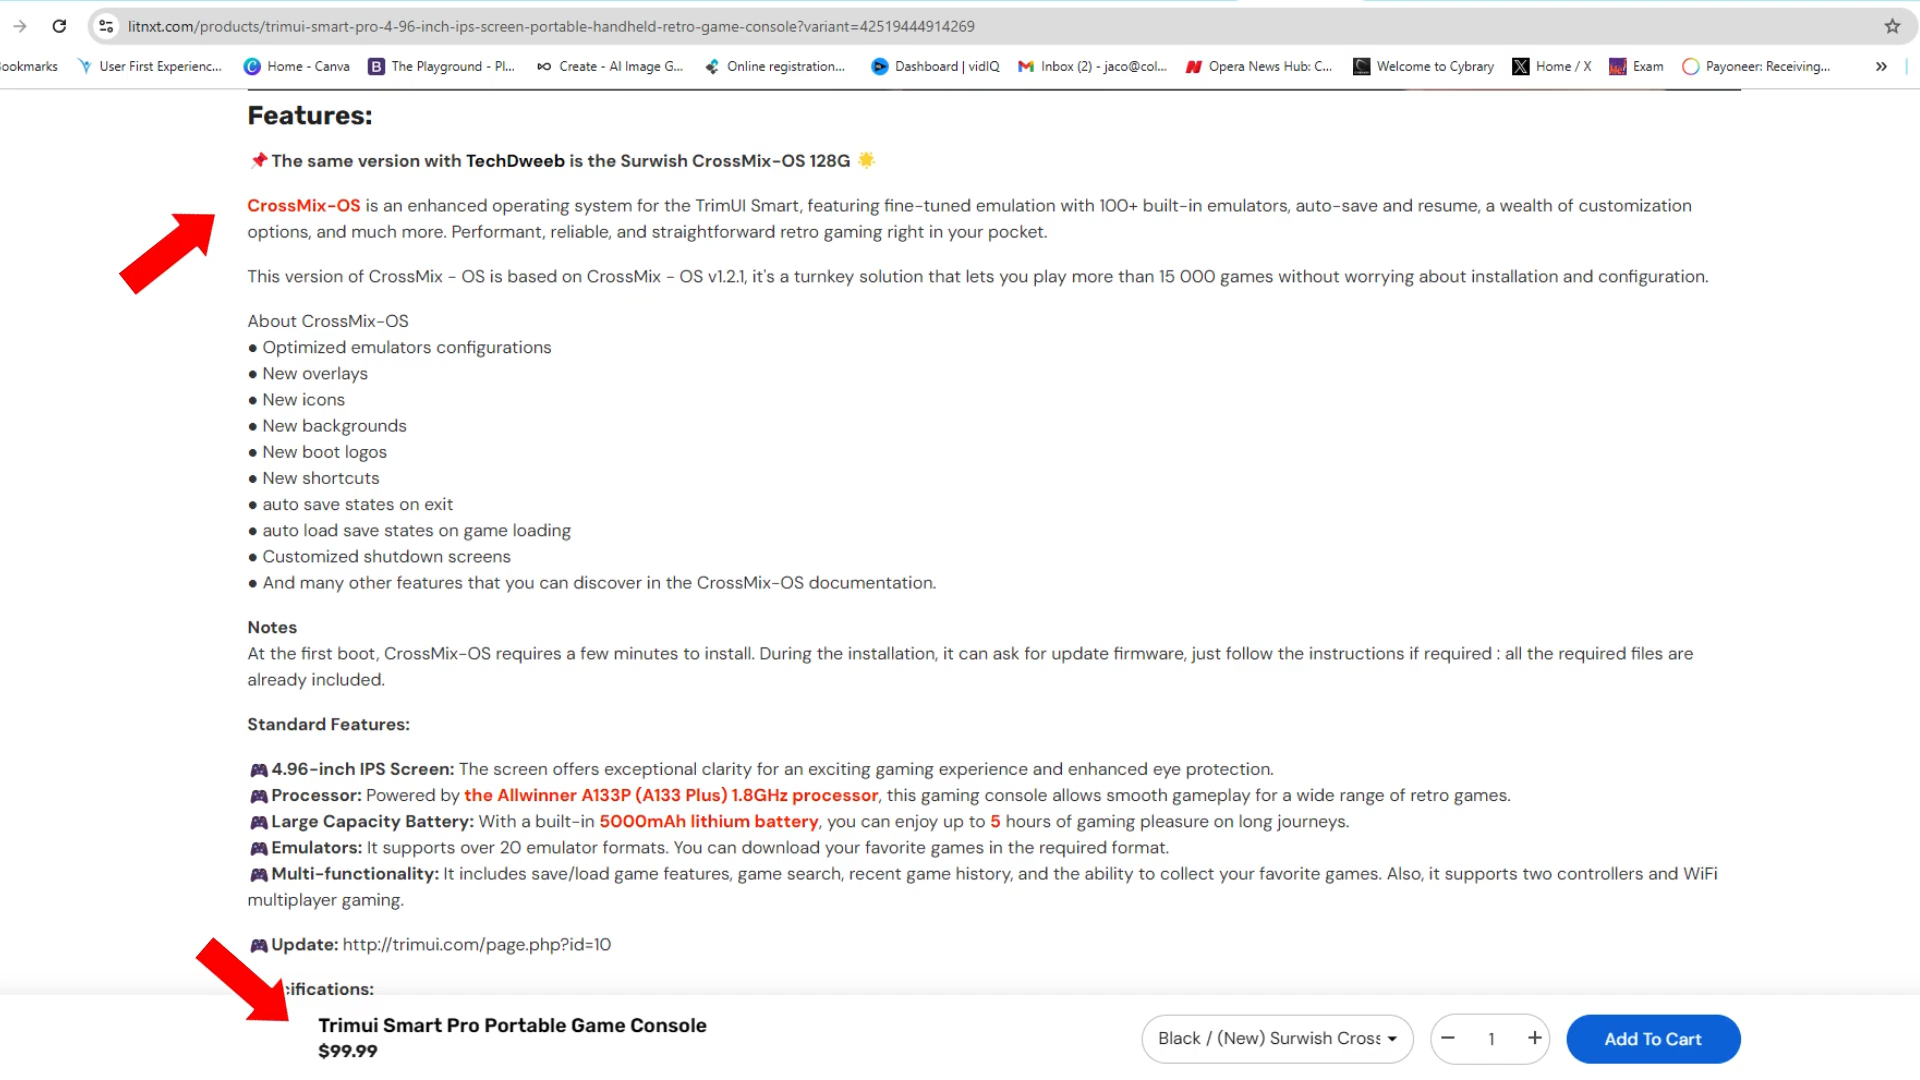 litnxt.com/products/trimui-smart-pro-4-96-inch-ips-screen-portable-handheld-retro-game-console?variant=42519444914269
ookmarks
User First Experienc...
Home - Canva
The Playground - Pl...
Create - AI Image G...
Online registration...
Dashboard | vidIQ
Inbox (2) - jaco@col...
Opera News Hub: C...
Welcome to Cybrary
Home / X
Exam
Payoneer: Receiving...
»
Features:
📌The same version with TechDweeb is the Surwish CrossMix-OS 128G 🌟
CrossMix-OS is an enhanced operating system for the TrimUI Smart, featuring fine-tuned emulation with 100+ built-in emulators, auto-save and resume, a wealth of customization
options, and much more. Performant, reliable, and straightforward retro gaming right in your pocket.
This version of CrossMix - OS is based on CrossMix - OS v1.2.1, it's a turnkey solution that lets you play more than 15 000 games without worrying about installation and configuration.
About CrossMix-OS
● Optimized emulators configurations
● New overlays
● New icons
● New backgrounds
● New boot logos
● New shortcuts
● auto save states on exit
● auto load save states on game loading
● Customized shutdown screens
● And many other features that you can discover in the CrossMix-OS documentation.
Notes
At the first boot, CrossMix-OS requires a few minutes to install. During the installation, it can ask for update firmware, just follow the instructions if required : all the required files are
already included.
Standard Features:
🎮4.96-inch IPS Screen: The screen offers exceptional clarity for an exciting gaming experience and enhanced eye protection.
🎮Processor: Powered by the Allwinner A133P (A133 Plus) 1.8GHz processor, this gaming console allows smooth gameplay for a wide range of retro games.
🎮Large Capacity Battery: With a built-in 5000mAh lithium battery, you can enjoy up to 5 hours of gaming pleasure on long journeys.
🎮Emulators: It supports over 20 emulator formats. You can download your favorite games in the required format.
🎮Multi-functionality: It includes save/load game features, game search, recent game history, and the ability to collect your favorite games. Also, it supports two controllers and WiFi
multiplayer gaming.
🎮Update: http://trimui.com/page.php?id=10
cifications:
Trimui Smart Pro Portable Game Console
$99.99
Black / (New) Surwish Cross
− 1 +
Add To Cart